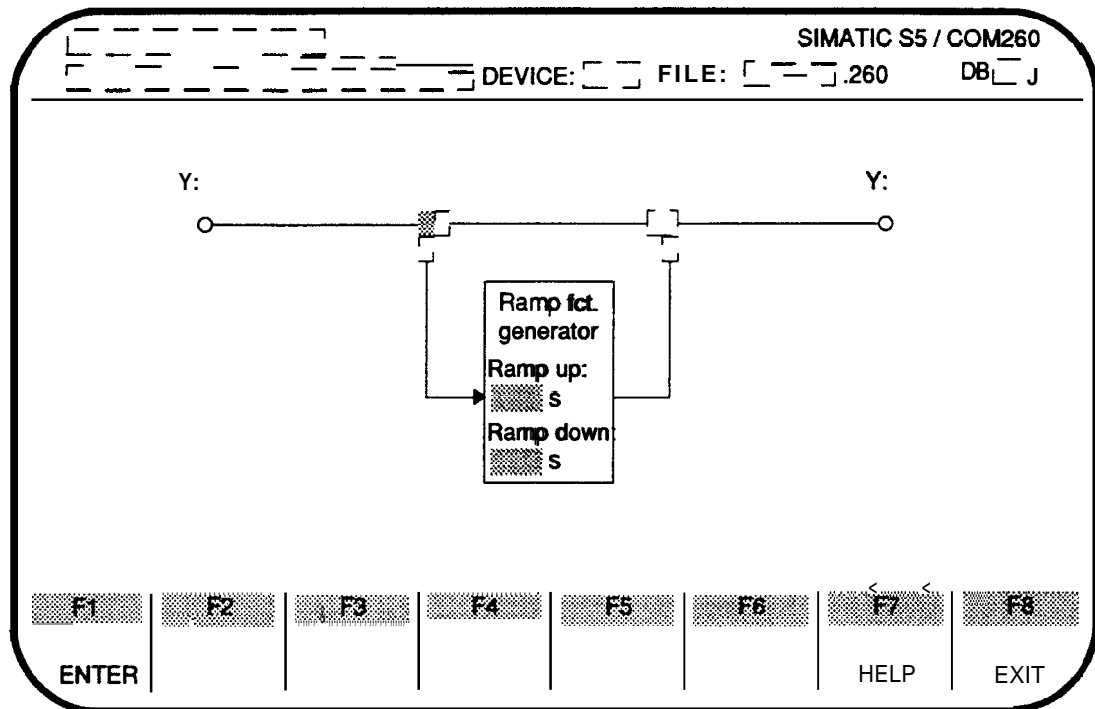 SIMATIC S5 / COM260
DEVICE: FILE: .260 DB
Y: Y:
Ramp fct.
generator
Ramp up:
s
Ramp down:
s
F1 F2 F3 F4 F5 F6 F7 F8
ENTER HELP EXIT